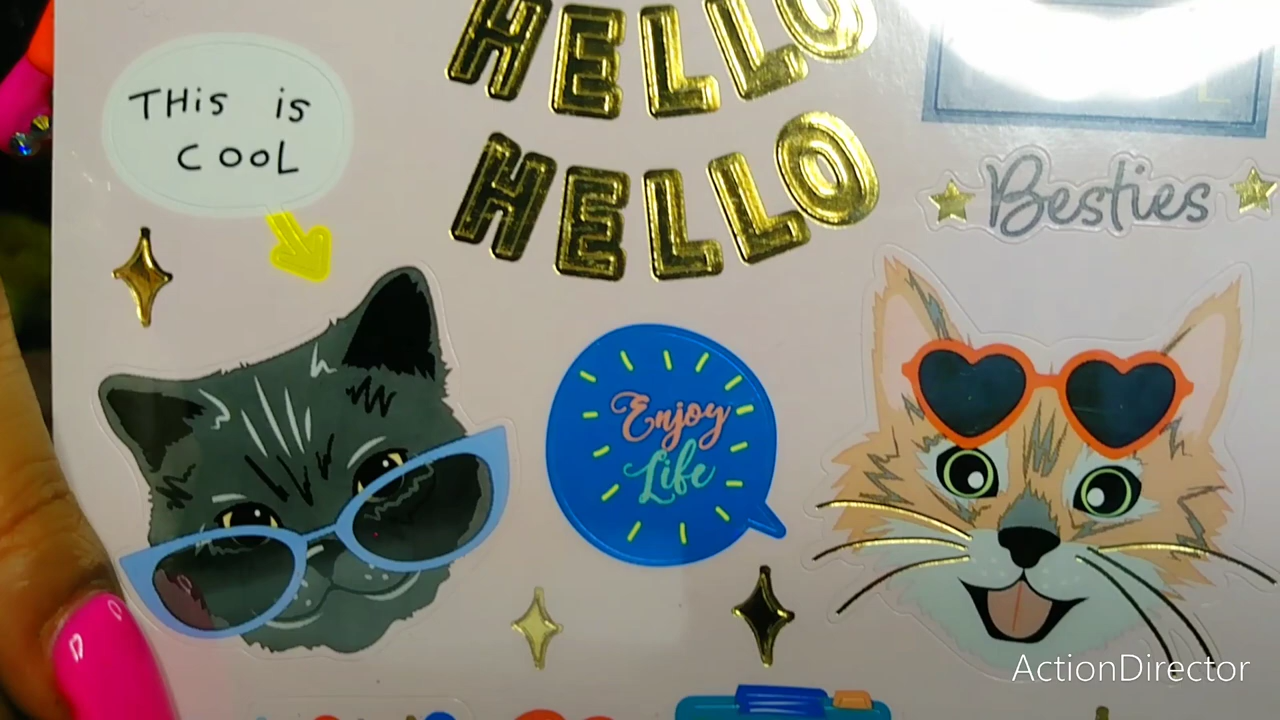 HELLO
THis is
COOL
HELLO
Besties
Enjoy
Life
ActionDirector